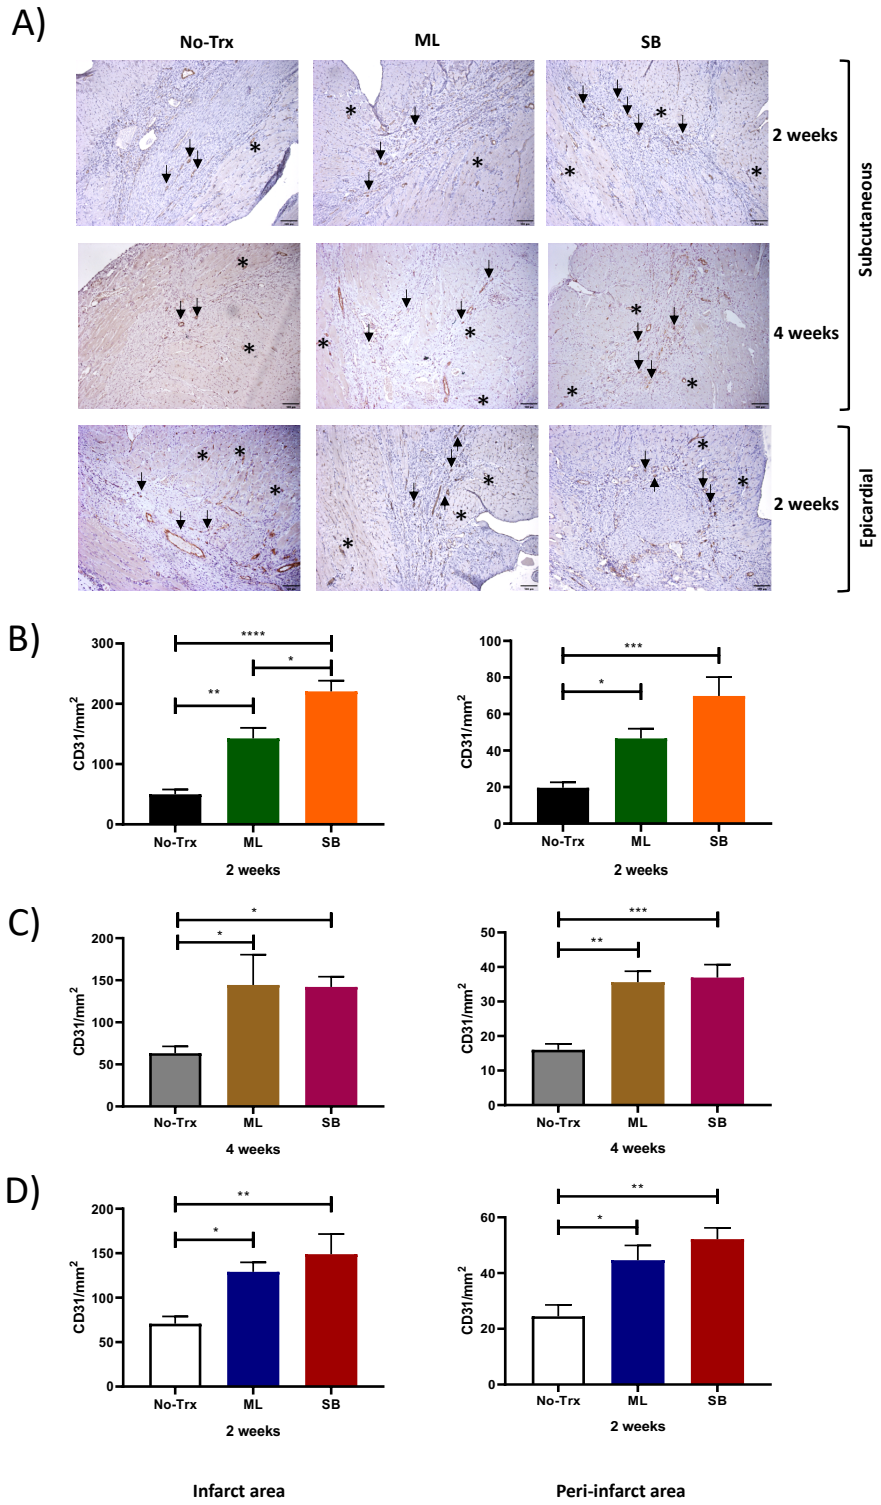 A)
No-Trx ML SB
2 weeks
4 weeks
Subcutaneous
2 weeks
Epicardial
B)
300
200
100
0
CD31/mm2
**** * **
No-Trx ML SB
2 weeks
100
80
60
40
20
0
CD31/mm2
*** *
No-Trx ML SB
2 weeks
C)
200
150
100
50
0
CD31/mm2
* *
No-Trx ML SB
4 weeks
50
40
30
20
10
0
CD31/mm2
*** **
No-Trx ML SB
4 weeks
D)
200
150
100
50
0
CD31/mm2
** *
No-Trx ML SB
2 weeks
60
40
20
0
CD31/mm2
** *
No-Trx ML SB
2 weeks
Infarct area Peri-infarct area